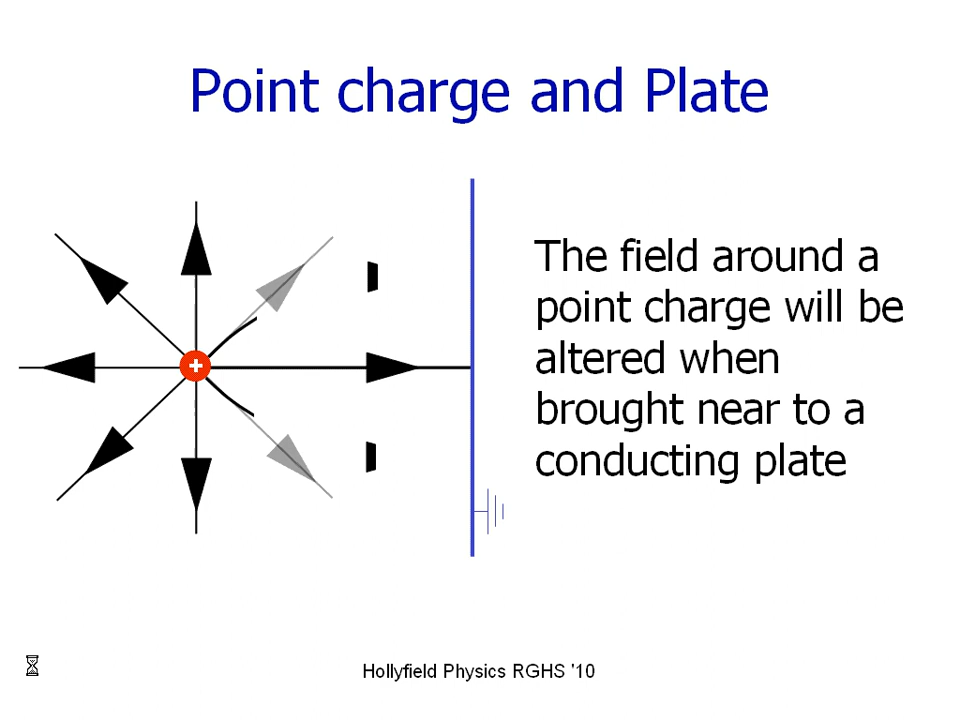 Point charge and Plate
+
The field around a
point charge will be
altered when
brought near to a
conducting plate
Hollyfield Physics RGHS '10